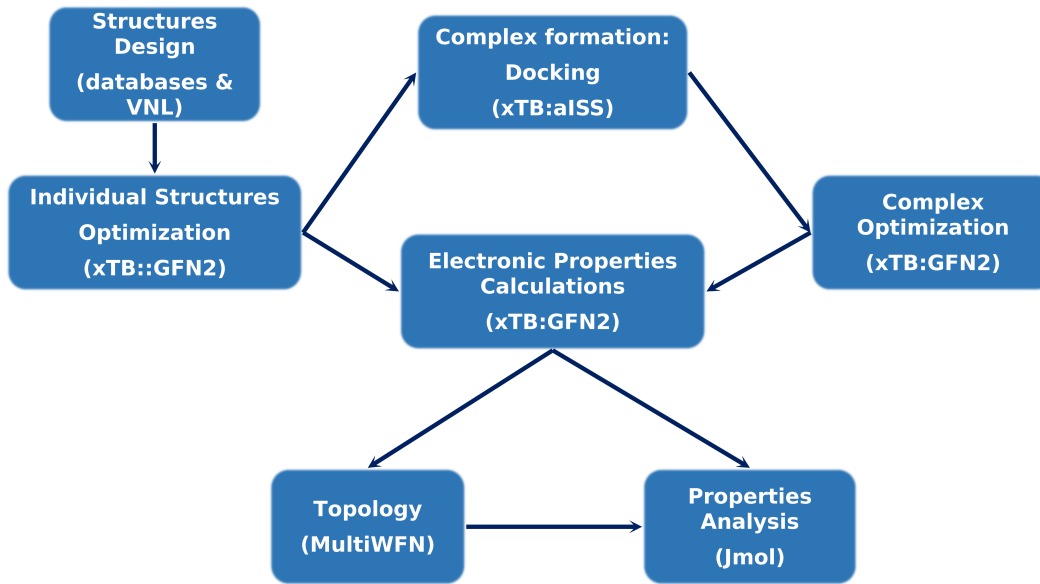 Structures
Design
(databases &
VNL)
Complex formation:
Docking
(xTB:aISS)
Individual Structures
Optimization
(xTB::GFN2)
Complex
Optimization
(xTB:GFN2)
Electronic Properties
Calculations
(xTB:GFN2)
Topology
(MultiWFN)
Properties
Analysis
(Jmol)